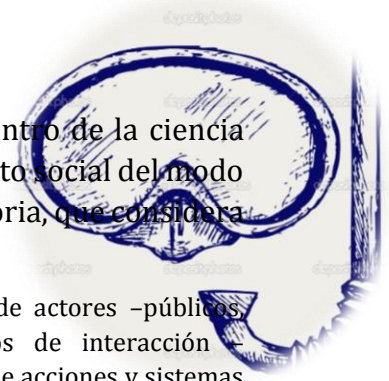 ntro de la ciencia
to social del modo
oria, que considera
de actores –públicos,
os de interacción –
e acciones y sistemas